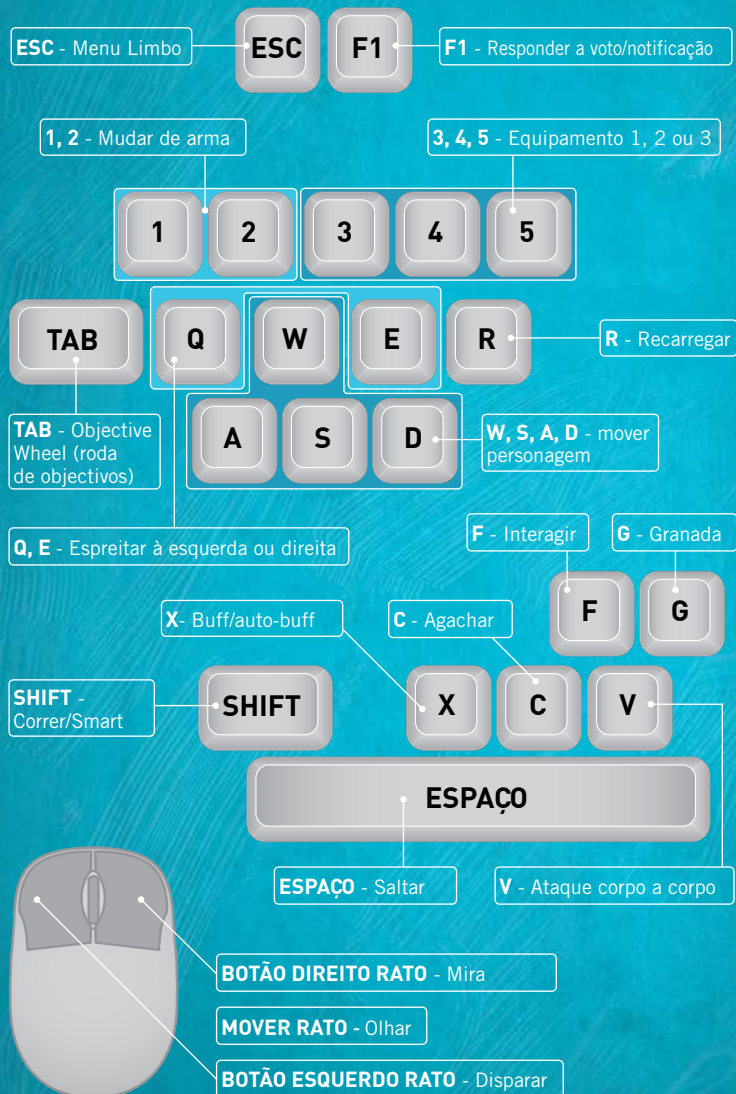 ESC - Menu Limbo
ESC
F1
F1 - Responder a voto/notificação
1, 2 - Mudar de arma
3, 4, 5 - Equipamento 1, 2 ou 3
1
2
3
4
5
TAB
Q
W
E
R
R - Recarregar
TAB - Objective
Wheel (roda
de objectivos)
A
S
D
W, S, A, D - mover
personagem
Q, E - Espreitar à esquerda ou direita
F - Interagir
G - Granada
F
G
X- Buff/auto-buff
C - Agachar
SHIFT -
Correr/Smart
SHIFT
X
C
V
ESPAÇO
ESPAÇO - Saltar
V - Ataque corpo a corpo
BOTÃO DIREITO RATO - Mira
MOVER RATO - Olhar
BOTÃO ESQUERDO RATO - Disparar